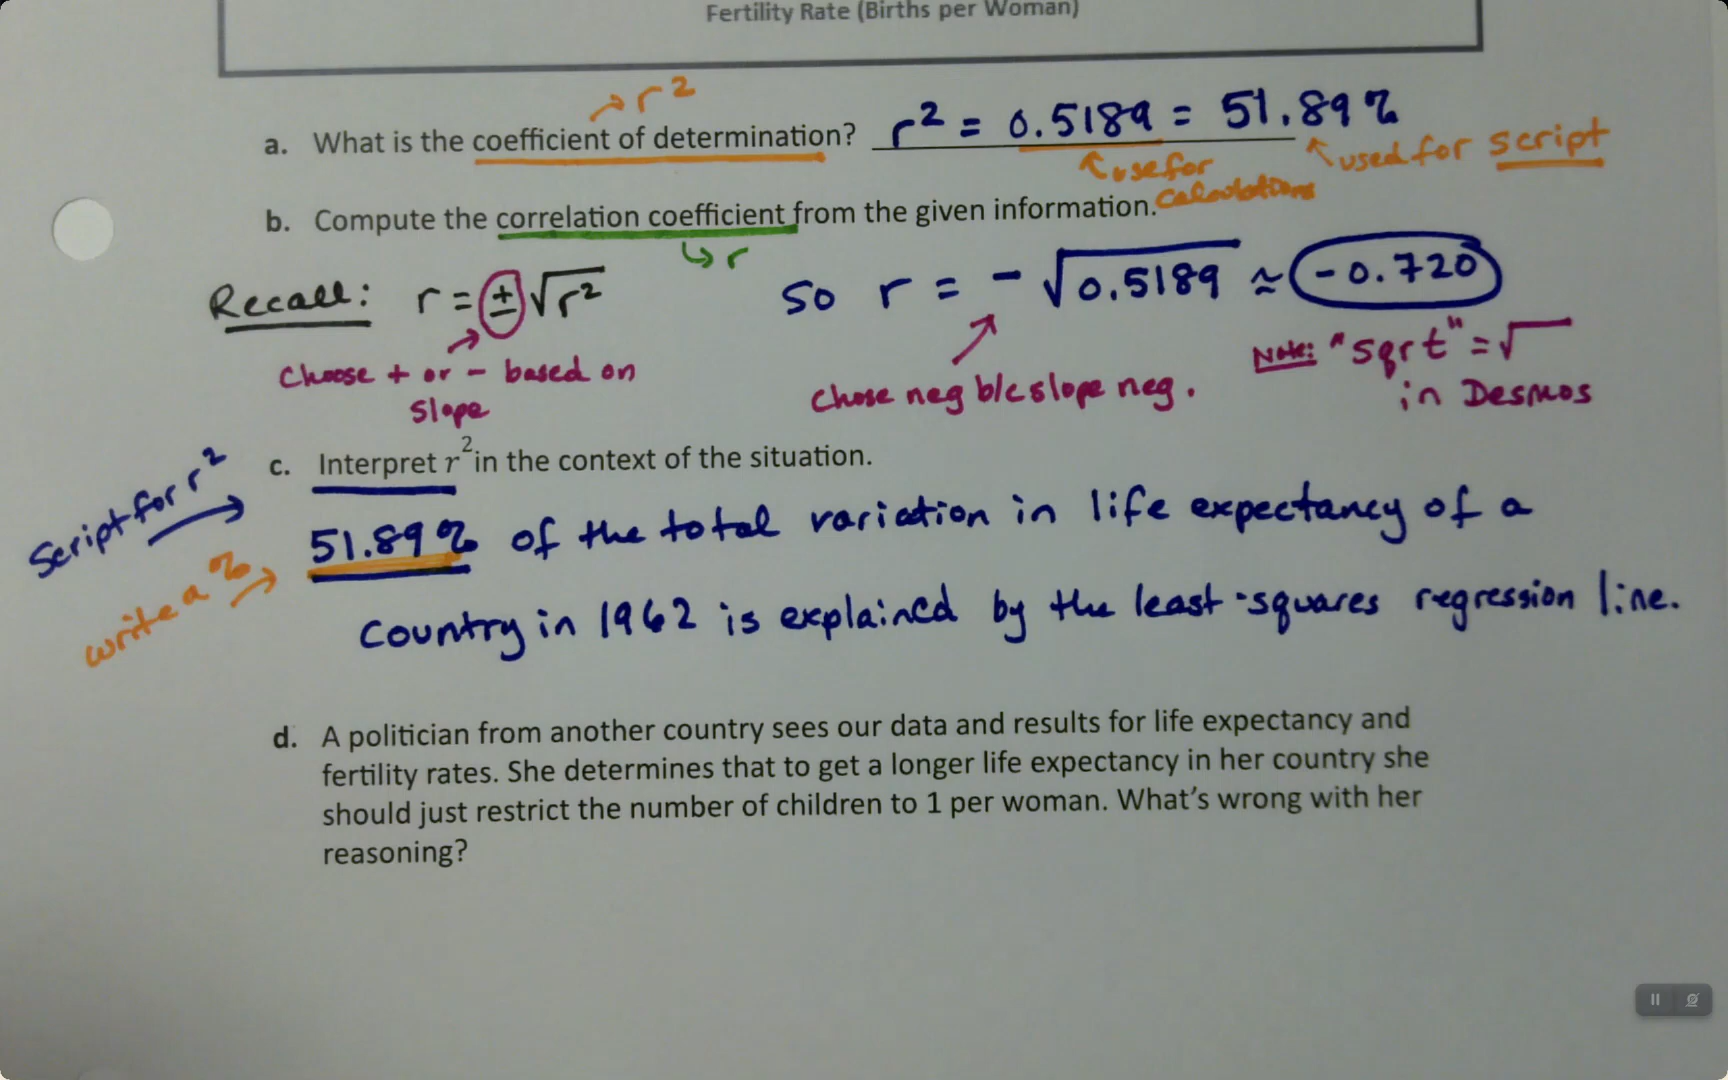 Fertility Rate (Births per Woman)
→ r²
a. What is the coefficient of determination? r² = 0.5189 = 51.89%
use for calculations
used for script
b. Compute the correlation coefficient from the given information.
↳ r
Recall: r = ± √r²
so r = - √0.5189 ≈ -0.720
Choose + or - based on
slope
Chose neg b/c slope neg.
Note: "sqrt" = √
in Desmos
c. Interpret r² in the context of the situation.
Script for r² →
write a % →
51.89% of the total variation in life expectancy of a
country in 1962 is explained by the least-squares regression line.
d. A politician from another country sees our data and results for life expectancy and
fertility rates. She determines that to get a longer life expectancy in her country she
should just restrict the number of children to 1 per woman. What's wrong with her
reasoning?